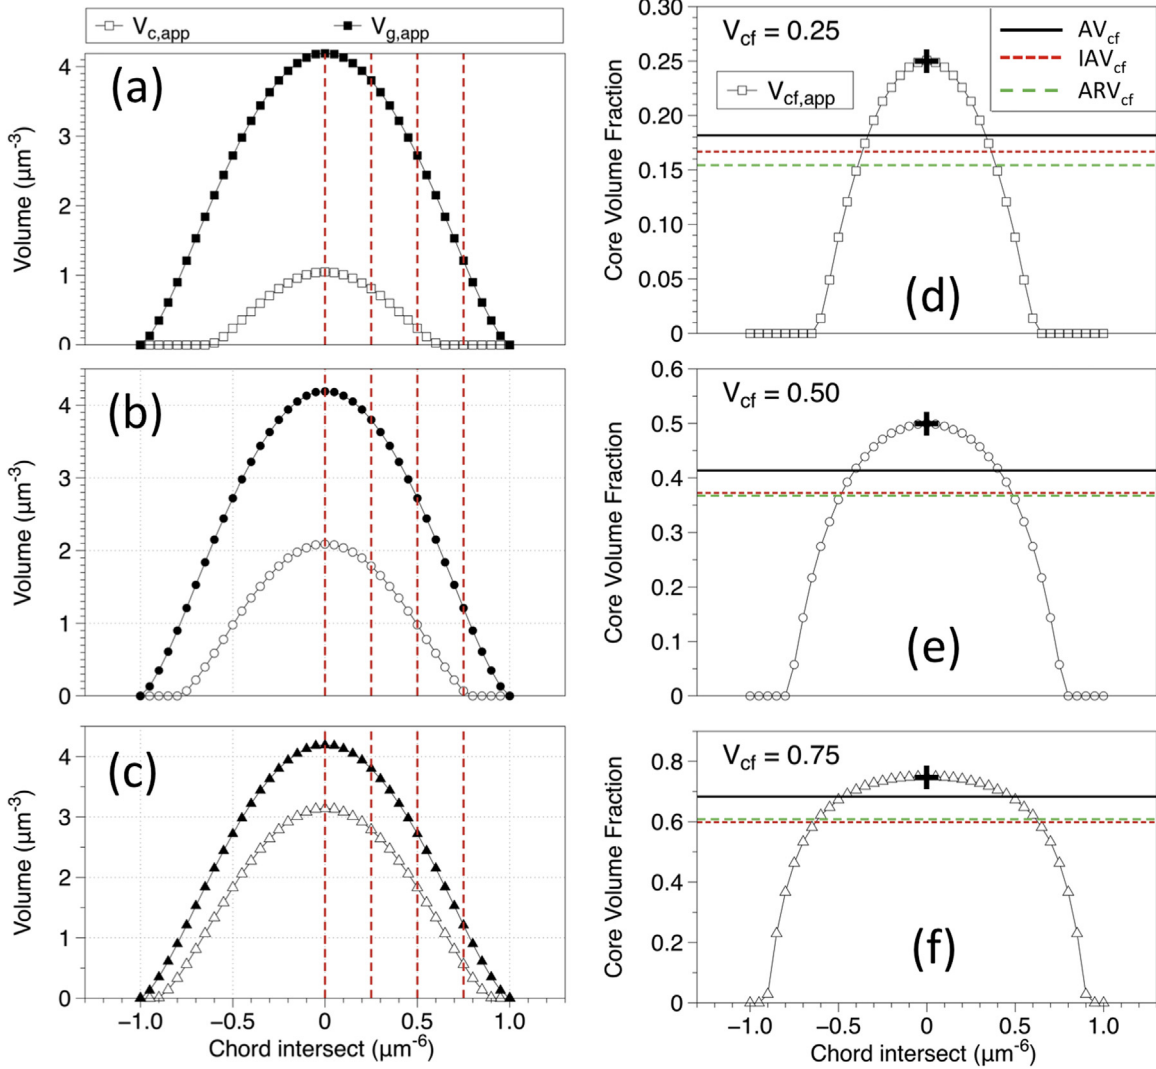 V_c,app V_g,app
(a)
Volume (µm⁻³)
4
3
2
1
0
(b)
Volume (µm⁻³)
4
3
2
1
0
(c)
Volume (µm⁻³)
4
3
2
1
0
−1.0 −0.5 0 0.5 1.0
Chord intersect (µm⁻⁶)
V_cf = 0.25
AV_cf
IAV_cf
ARV_cf
V_cf,app
(d)
Core Volume Fraction
0.30
0.25
0.20
0.15
0.10
0.05
0
V_cf = 0.50
(e)
Core Volume Fraction
0.6
0.5
0.4
0.3
0.2
0.1
0
V_cf = 0.75
(f)
Core Volume Fraction
0.8
0.6
0.4
0.2
0
−1.0 −0.5 0 0.5 1.0
Chord intersect (µm⁻⁶)